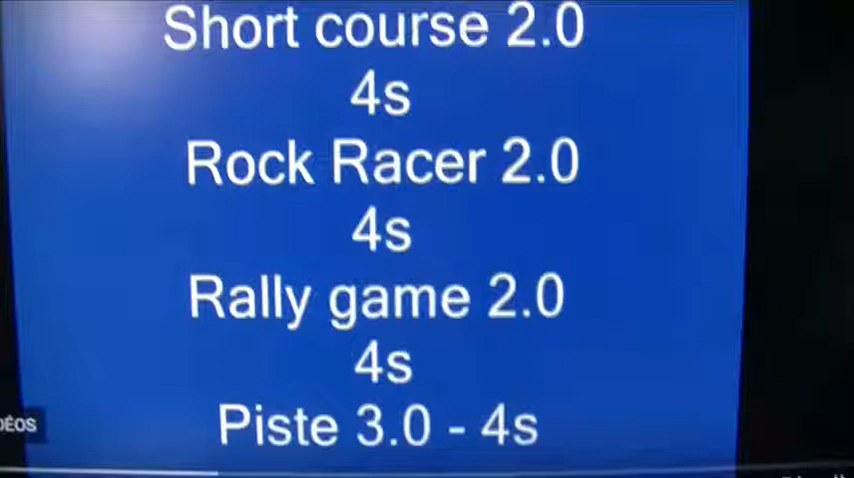 Short course 2.0
4s
Rock Racer 2.0
4s
Rally game 2.0
4s
Piste 3.0 - 4s